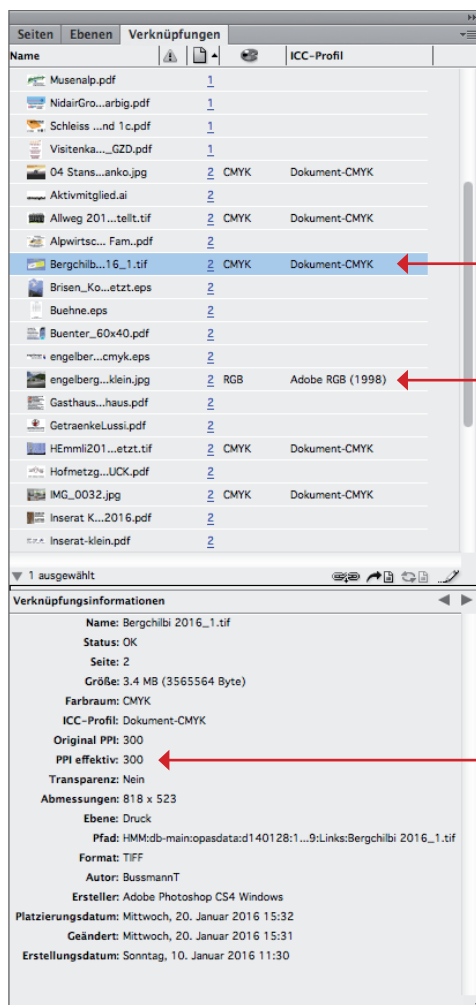 Seiten Ebenen Verknüpfungen
Name ICC-Profil
Musenalp.pdf 1
NidairGro...arbig.pdf 1
Schleiss ...nd 1c.pdf 1
Visitenka..._GZD.pdf 1
04 Stans...anko.jpg 2 CMYK Dokument-CMYK
Aktivmitglied.ai 2
Allweg 201...tellt.tif 2 CMYK Dokument-CMYK
Alpwirtsc... Fam..pdf 2
Bergchilb...16_1.tif 2 CMYK Dokument-CMYK
Brisen_Ko...etzt.eps 2
Buehne.eps 2
Buenter_60x40.pdf 2
engelber...cmyk.eps 2
engelberg...klein.jpg 2 RGB Adobe RGB (1998)
Gasthaus...haus.pdf 2
GetraenkeLussi.pdf 2
HEmmli201...etzt.tif 2 CMYK Dokument-CMYK
Hofmetzg...UCK.pdf 2
IMG_0032.jpg 2 CMYK Dokument-CMYK
Inserat K...2016.pdf 2
Inserat-klein.pdf 2
1 ausgewählt
Verknüpfungsinformationen
Name: Bergchilbi 2016_1.tif
Status: OK
Seite: 2
Größe: 3.4 MB (3565564 Byte)
Farbraum: CMYK
ICC-Profil: Dokument-CMYK
Original PPI: 300
PPI effektiv: 300
Transparenz: Nein
Abmessungen: 818 x 523
Ebene: Druck
Pfad: HMM:db-main:opasdata:d140128:1...9:Links:Bergchilbi 2016_1.tif
Format: TIFF
Autor: BussmannT
Ersteller: Adobe Photoshop CS4 Windows
Platzierungsdatum: Mittwoch, 20. Januar 2016 15:32
Geändert: Mittwoch, 20. Januar 2016 15:31
Erstellungsdatum: Sonntag, 10. Januar 2016 11:30